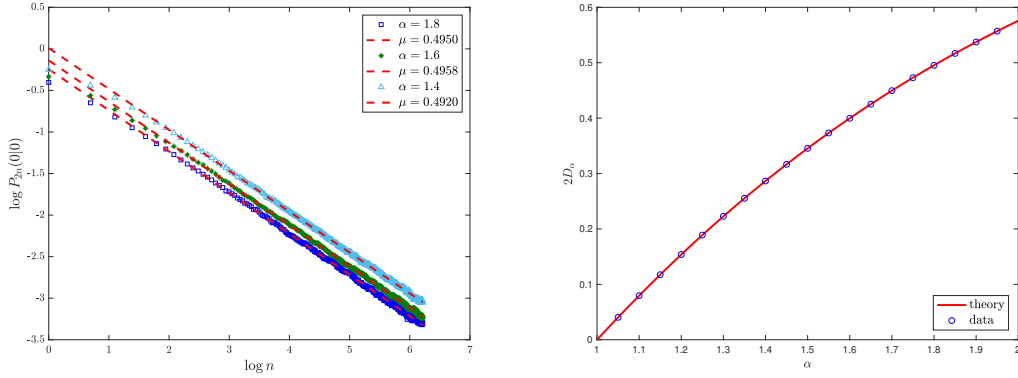 0.5
0
-0.5
-1
-1.5
-2
-2.5
-3
-3.5
log P2n(0|0)
0 1 2 3 4 5 6 7
log n
α = 1.8
μ = 0.4950
α = 1.6
μ = 0.4958
α = 1.4
μ = 0.4920
0.6
0.5
0.4
0.3
0.2
0.1
0
2Dα
1 1.1 1.2 1.3 1.4 1.5 1.6 1.7 1.8 1.9 2
α
theory
data